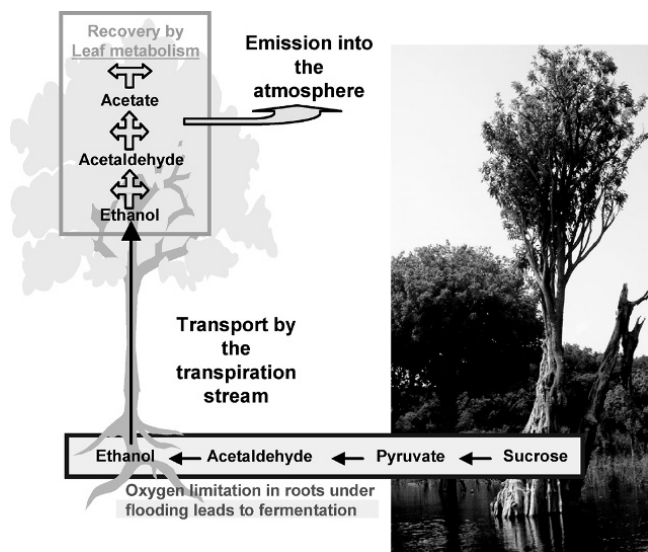 Recovery by
Leaf metabolism
Acetate
Acetaldehyde
Ethanol
Emission into
the
atmosphere
Transport by
the
transpiration
stream
Ethanol Acetaldehyde Pyruvate Sucrose
Oxygen limitation in roots under
flooding leads to fermentation